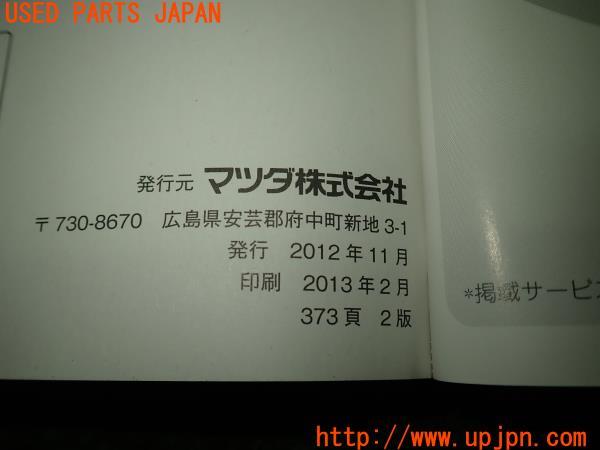 USED PARTS JAPAN
発行元 マツダ株式会社
〒730-8670 広島県安芸郡府中町新地3-1
発行 2012年11月
印刷 2013年2月
373頁 2版
*掲載サービス
http://www.upjpn.com/